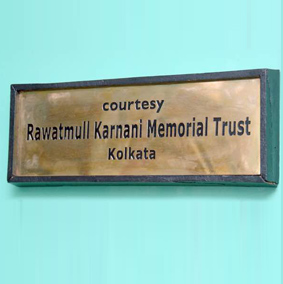 courtesy
Rawatmull Karnani Memorial Trust
Kolkata